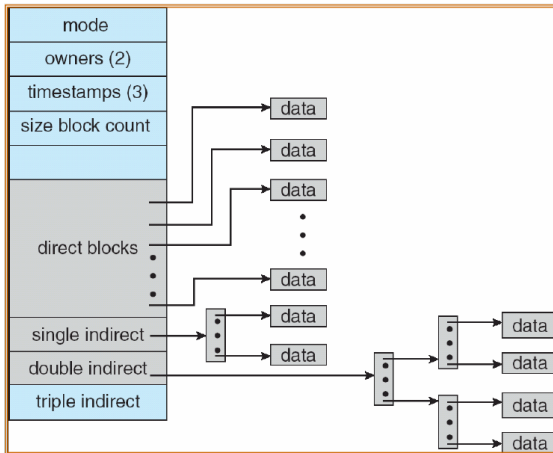 mode
owners (2)
timestamps (3)
size block count
data
data
data
direct blocks
data
single indirect
data
data
double indirect
triple indirect
data
data
data
data